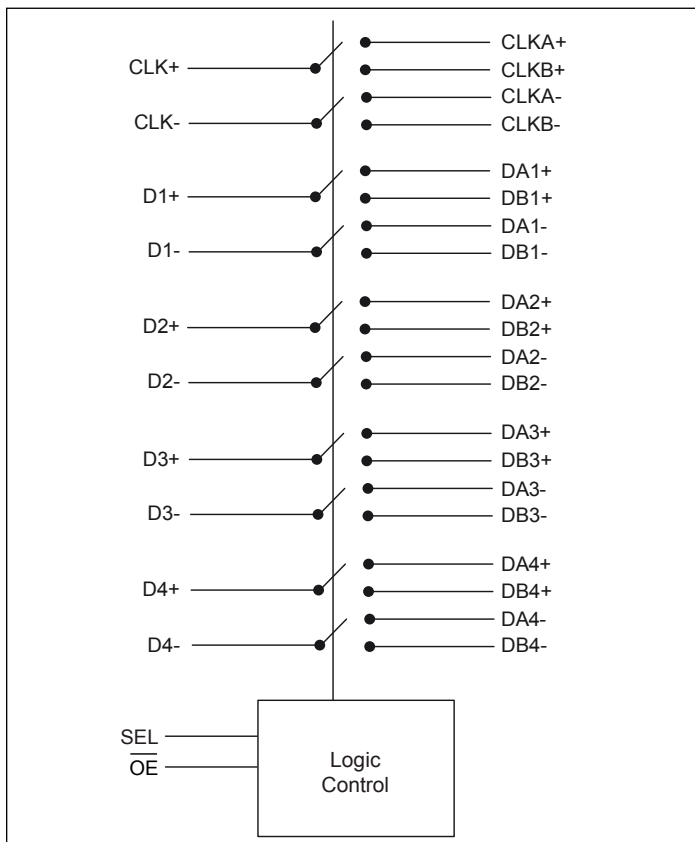 CLKA+
CLK+
CLKB+
CLKA-
CLK-
CLKB-
DA1+
D1+
DB1+
DA1-
D1-
DB1-
DA2+
D2+
DB2+
DA2-
D2-
DB2-
DA3+
D3+
DB3+
DA3-
D3-
DB3-
DA4+
D4+
DB4+
DA4-
D4-
DB4-
SEL
O̅E̅
Logic
Control